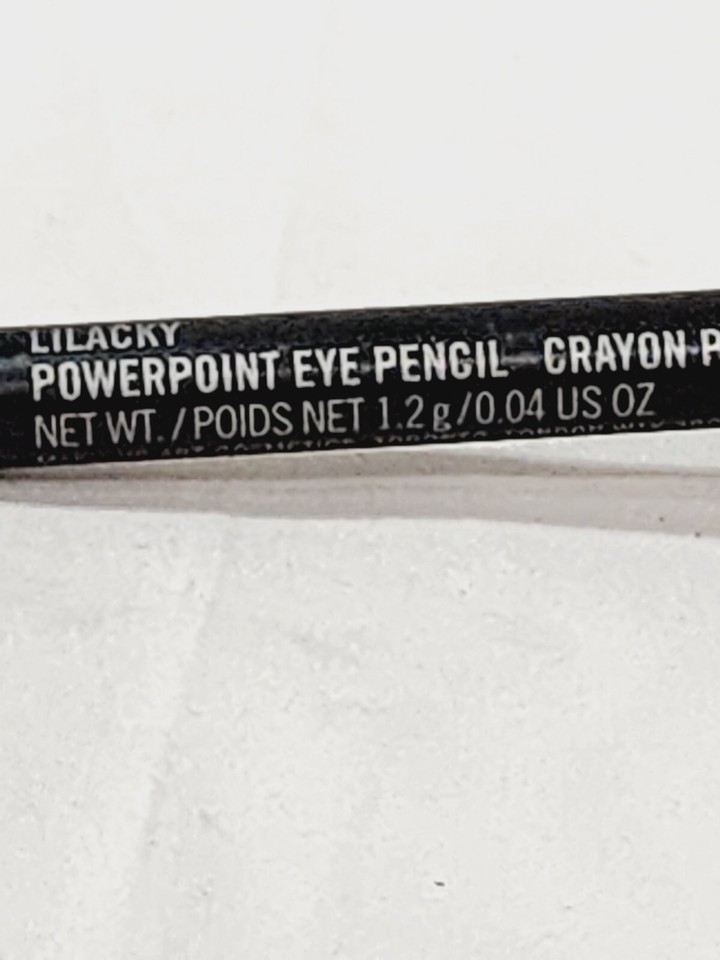 LILACKY
POWERPOINT EYE PENCIL CRAYON P
NET WT. / POIDS NET 1.2 g / 0.04 US OZ